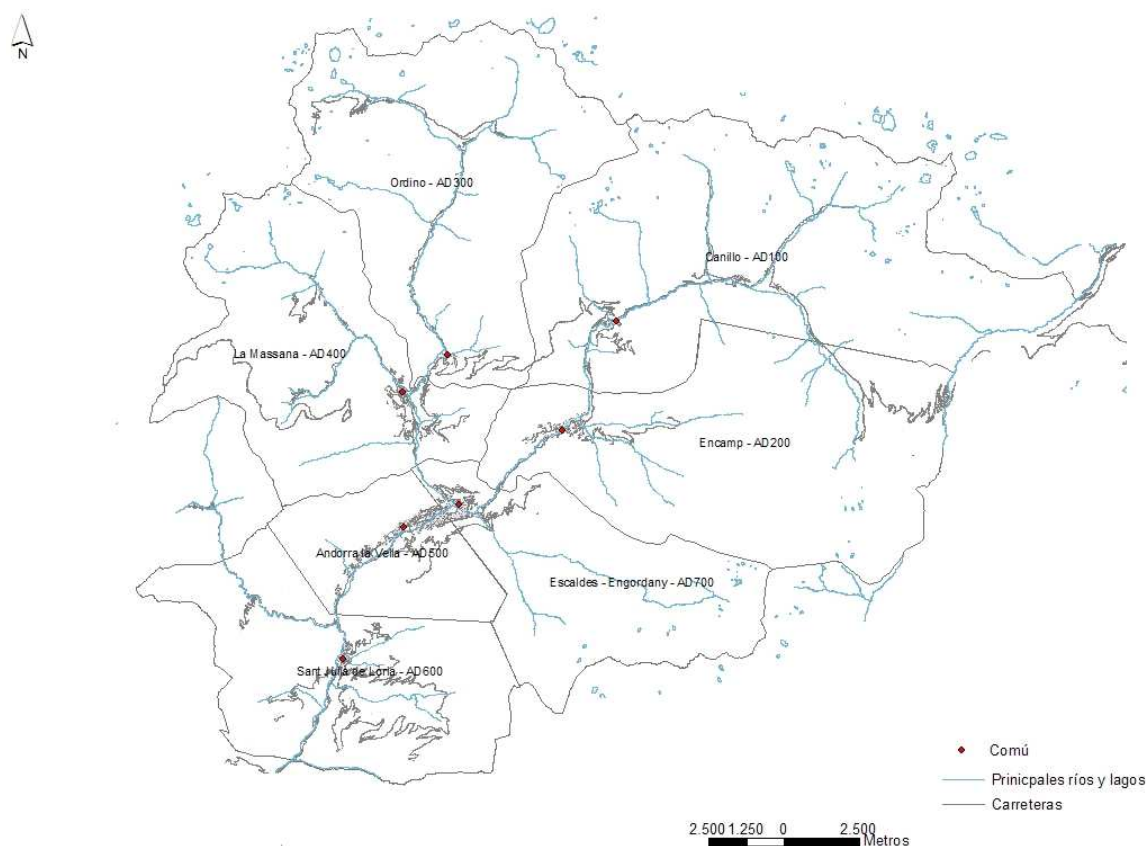 N
Ordino - AD300
Canillo - AD100
La Massana - AD400
Encamp - AD200
Andorra la Vella - AD500
Escaldes - Engordany - AD700
Sant Julià de Lòria - AD600
Comú
Prinicpales ríos y lagos
Carreteras
2.500 1.250 0 2.500
Metros